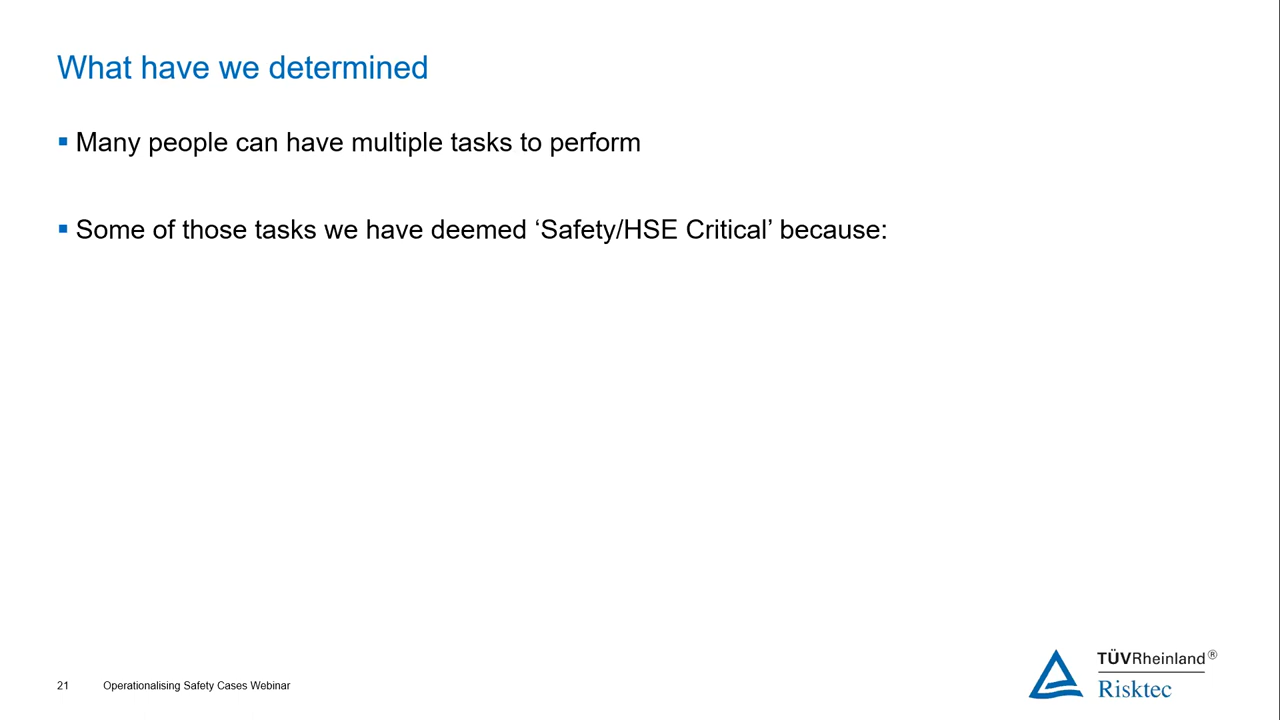 What have we determined
Many people can have multiple tasks to perform
Some of those tasks we have deemed ‘Safety/HSE Critical’ because:
21 Operationalising Safety Cases Webinar
TÜVRheinland®
Risktec